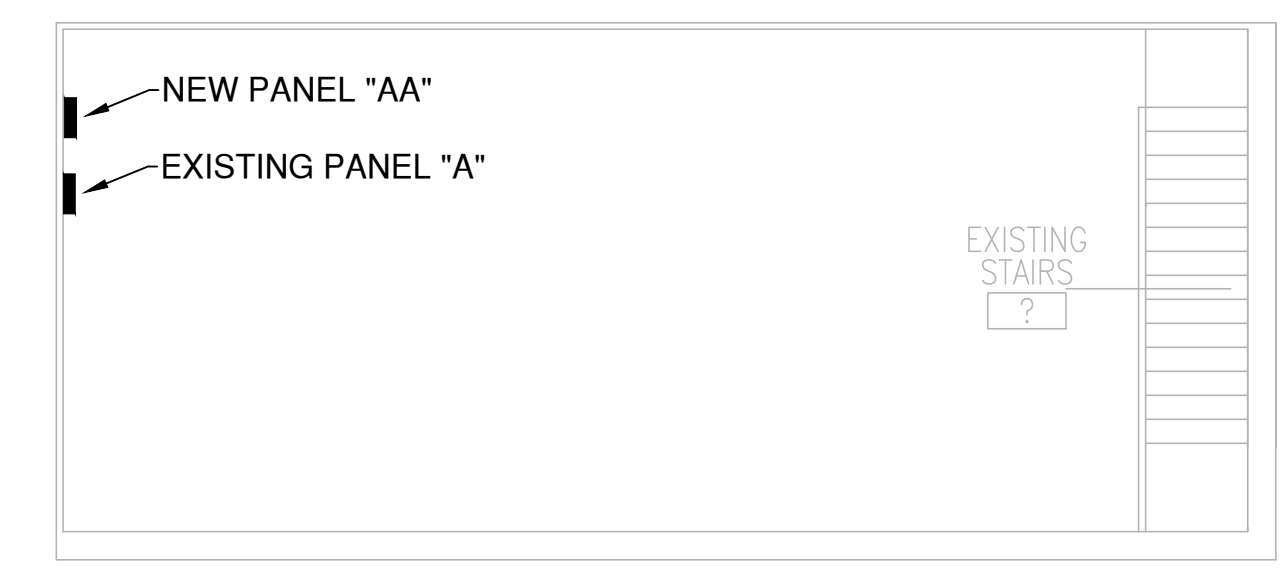 NEW PANEL "AA"
EXISTING PANEL "A"
EXISTING
STAIRS
?